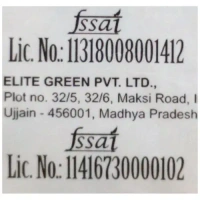 fssai
Lic. No.: 11318008001412
ELITE GREEN PVT. LTD.,
Plot no. 32/5, 32/6, Maksi Road, I
Ujjain - 456001, Madhya Pradesh
fssai
Lic. No.: 11416730000102